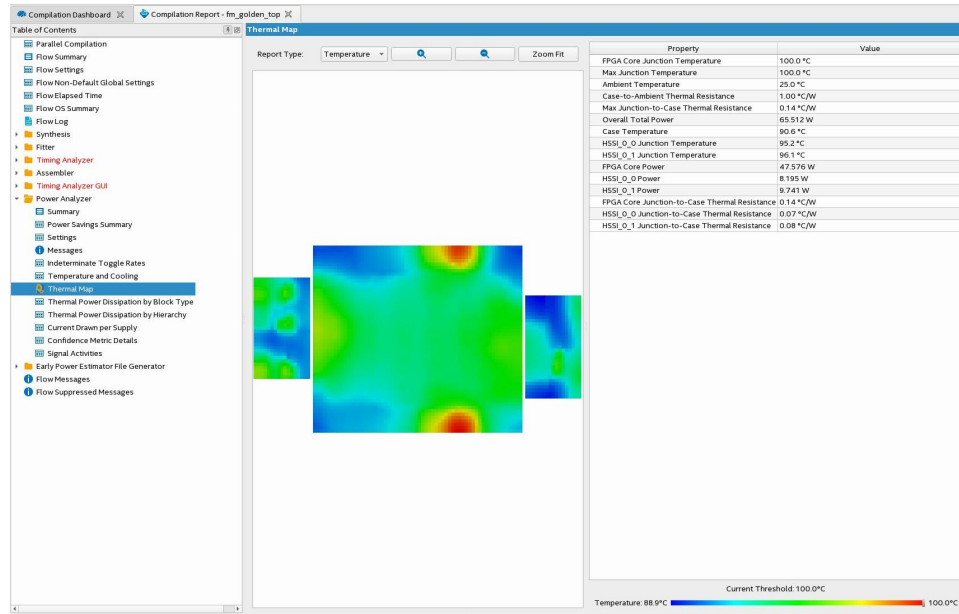 Compilation Dashboard
Compilation Report - fm_golden_top
Table of Contents
Parallel Compilation
Flow Summary
Flow Settings
Flow Non-Default Global Settings
Flow Elapsed Time
Flow OS Summary
Flow Log
Synthesis
Fitter
Timing Analyzer
Assembler
Timing Analyzer GUI
Power Analyzer
Summary
Power Savings Summary
Settings
Messages
Indeterminate Toggle Rates
Temperature and Cooling
Thermal Map
Thermal Power Dissipation by Block Type
Thermal Power Dissipation by Hierarchy
Current Drawn per Supply
Confidence Metric Details
Signal Activities
Early Power Estimator File Generator
Flow Messages
Flow Suppressed Messages
Thermal Map
Report Type: Temperature Zoom Fit
Property Value
FPGA Core Junction Temperature 100.0 °C
Max Junction Temperature 100.0 °C
Ambient Temperature 25.0 °C
Case-to-Ambient Thermal Resistance 1.00 °C/W
Max Junction-to-Case Thermal Resistance 0.14 °C/W
Overall Total Power 65.512 W
Case Temperature 90.6 °C
HSSI_0_0 Junction Temperature 95.2 °C
HSSI_0_1 Junction Temperature 96.1 °C
FPGA Core Power 47.576 W
HSSI_0_0 Power 8.195 W
HSSI_0_1 Power 9.741 W
FPGA Core Junction-to-Case Thermal Resistance 0.14 °C/W
HSSI_0_0 Junction-to-Case Thermal Resistance 0.07 °C/W
HSSI_0_1 Junction-to-Case Thermal Resistance 0.08 °C/W
Current Threshold: 100.0°C
Temperature: 88.9°C 100.0°C